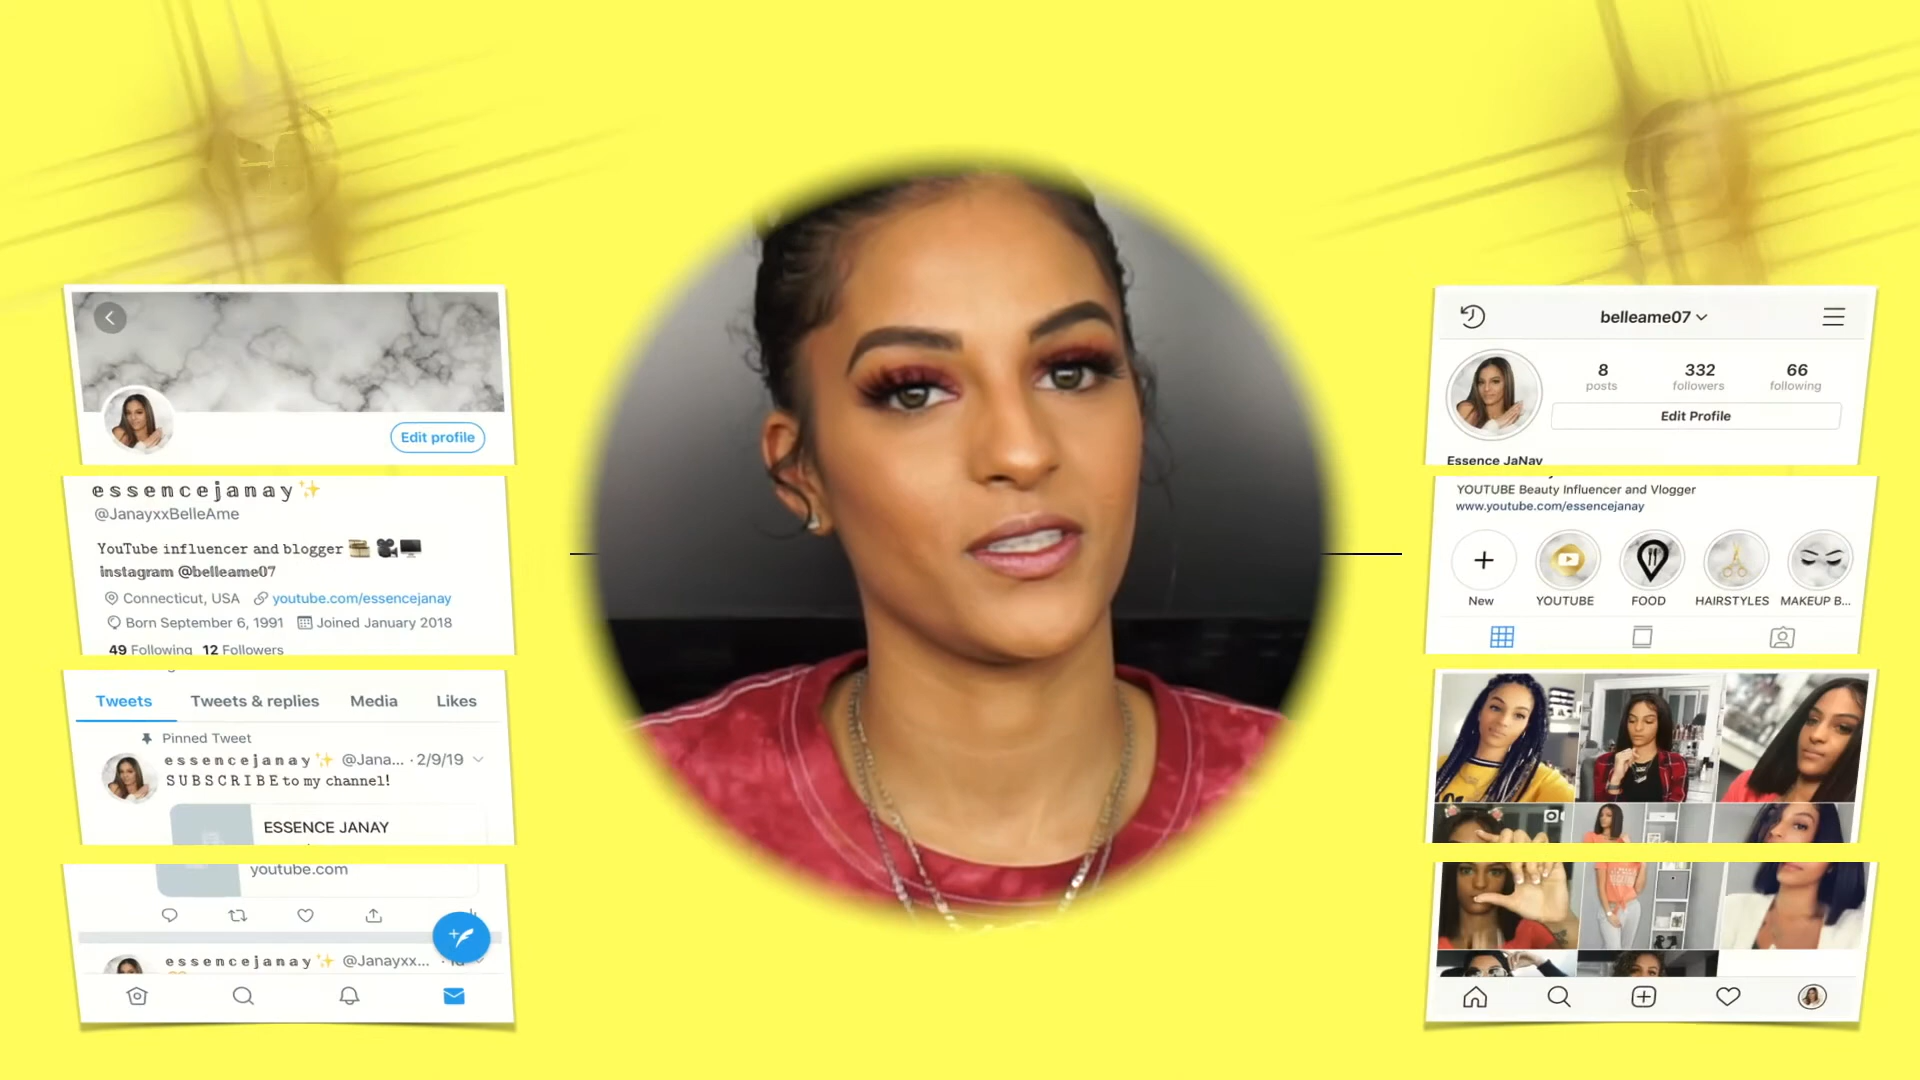 Edit profile
essencejanay✨
@JanayxxBelleAme
YouTube influencer and blogger
instagram @belleame07
Connecticut, USA youtube.com/essencejanay
Born September 6, 1991 Joined January 2018
49 Following 12 Followers
Tweets Tweets & replies Media Likes
Pinned Tweet
essencejanay✨ @Jana... · 2/9/19
SUBSCRIBE to my channel!
ESSENCE JANAY
youtube.com
essencejanay✨ @Janayxx...
belleame07
8 332 66
posts followers following
Edit Profile
Essence JaNay
YOUTUBE Beauty Influencer and Vlogger
www.youtube.com/essencejanay
New YOUTUBE FOOD HAIRSTYLES MAKEUP B...